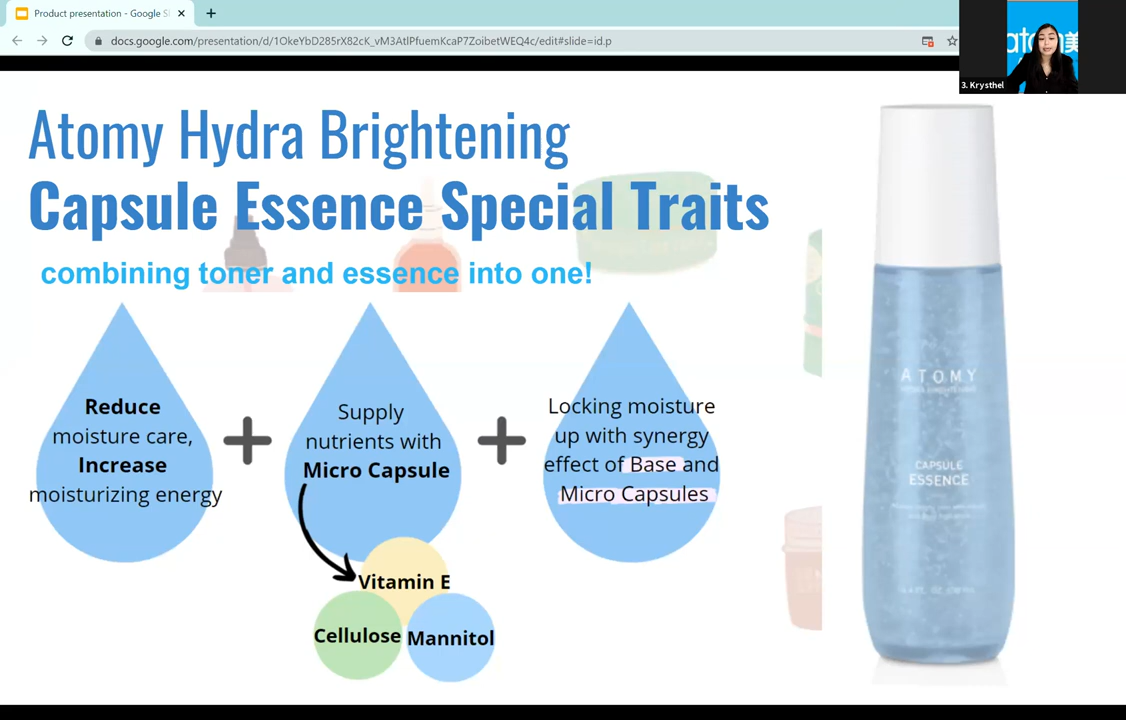 Product presentation - Google Sl
docs.google.com/presentation/d/1OkeYbD285rX82cK_vM3AtlPfuemKcaP7ZoibetWEQ4c/edit#slide=id.p
3. Krysthel
Atomy Hydra Brightening
Capsule Essence Special Traits
combining toner and essence into one!
Reduce
moisture care,
Increase
moisturizing energy
Supply
nutrients with
Micro Capsule
Locking moisture
up with synergy
effect of Base and
Micro Capsules
Vitamin E
Cellulose
Mannitol
ATOMY
CAPSULE
ESSENCE